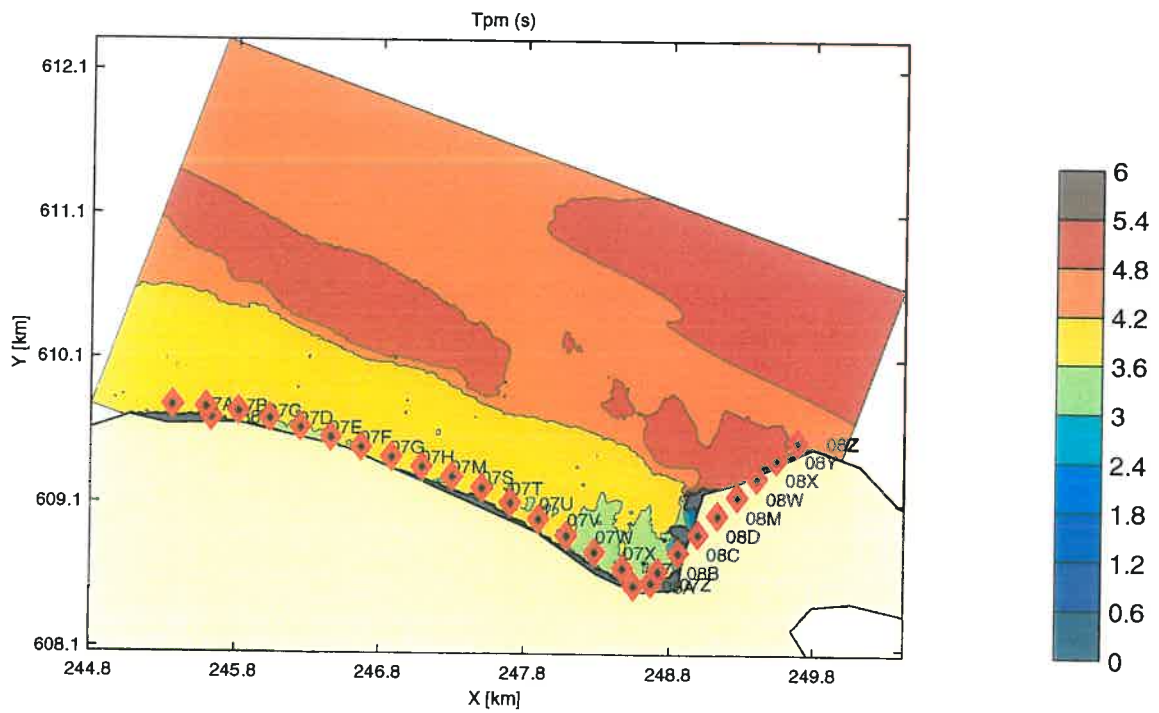 Tpm (s)
612.1
611.1
610.1
609.1
608.1
Y [km]
244.8
245.8
246.8
247.8
248.8
249.8
X [km]
07A
07B
07C
07D
07E
07F
07G
07H
07M
07S
07T
07U
07V
07W
07X
07Z
08A
08B
08C
08D
08M
08W
08X
08Y
08Z
6
5.4
4.8
4.2
3.6
3
2.4
1.8
1.2
0.6
0